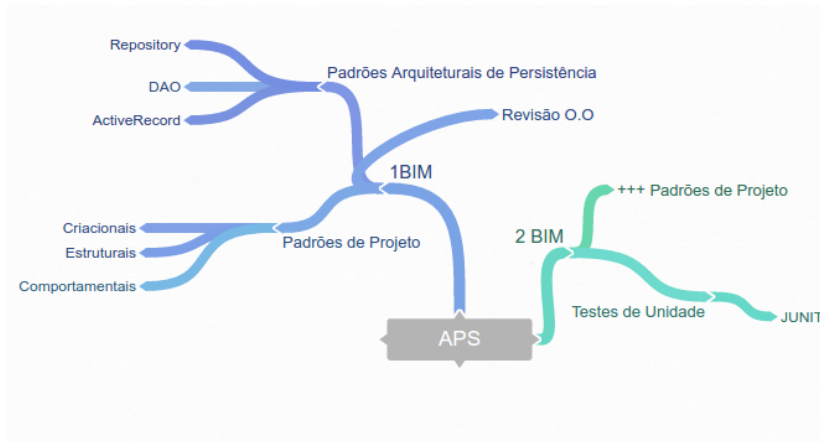 Repository
Padrões Arquiteturais de Persistência
DAO
ActiveRecord
Revisão O.O
1BIM
+++ Padrões de Projeto
Criacionais
Padrões de Projeto
2 BIM
Estruturais
Comportamentais
Testes de Unidade
JUNIT
APS